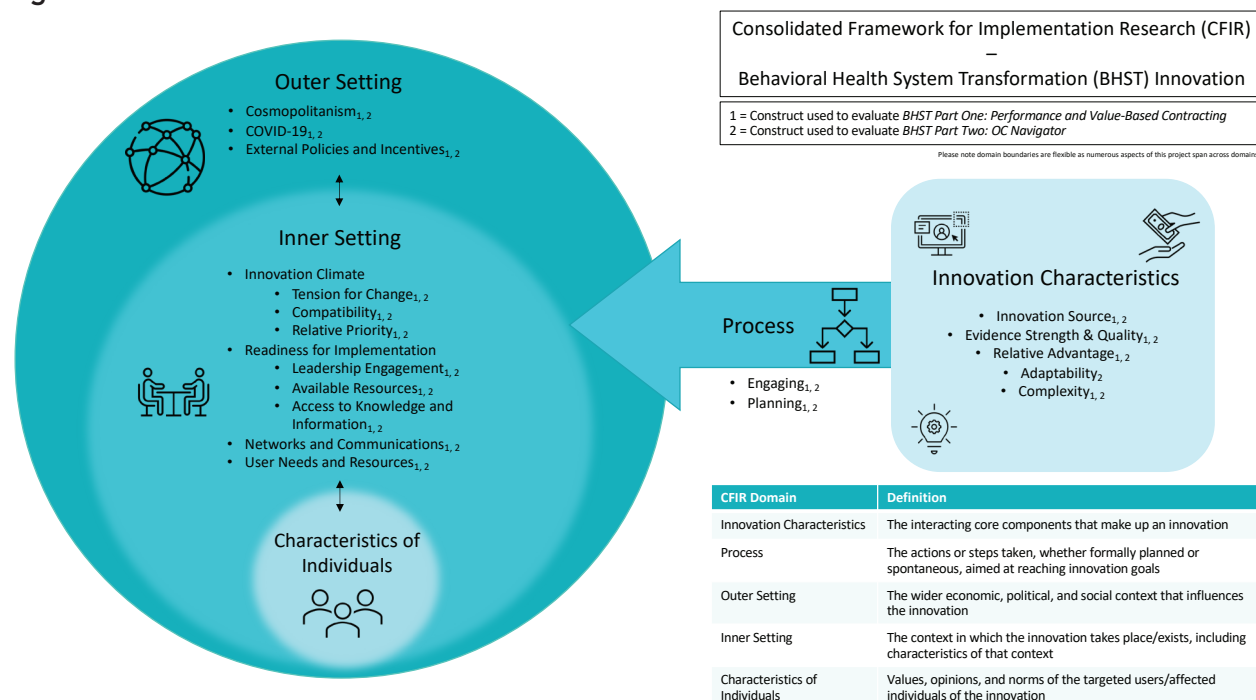 Consolidated Framework for Implementation Research (CFIR)
–
Behavioral Health System Transformation (BHST) Innovation
1 = Construct used to evaluate BHST Part One: Performance and Value-Based Contracting
2 = Construct used to evaluate BHST Part Two: OC Navigator
Please note domain boundaries are flexible as numerous aspects of this project span across domains
Outer Setting
• Cosmopolitanism1, 2
• COVID-191, 2
• External Policies and Incentives1, 2
Inner Setting
• Innovation Climate
• Tension for Change1, 2
• Compatibility1, 2
• Relative Priority1, 2
• Readiness for Implementation
• Leadership Engagement1, 2
• Available Resources1, 2
• Access to Knowledge and
Information1, 2
• Networks and Communications1, 2
• User Needs and Resources1, 2
Characteristics of
Individuals
Process
• Engaging1, 2
• Planning1, 2
Innovation Characteristics
• Innovation Source1, 2
• Evidence Strength & Quality1, 2
• Relative Advantage1, 2
• Adaptability2
• Complexity1, 2
CFIR Domain Definition
Innovation Characteristics The interacting core components that make up an innovation
Process The actions or steps taken, whether formally planned or
spontaneous, aimed at reaching innovation goals
Outer Setting The wider economic, political, and social context that influences
the innovation
Inner Setting The context in which the innovation takes place/exists, including
characteristics of that context
Characteristics of Values, opinions, and norms of the targeted users/affected
Individuals individuals of the innovation